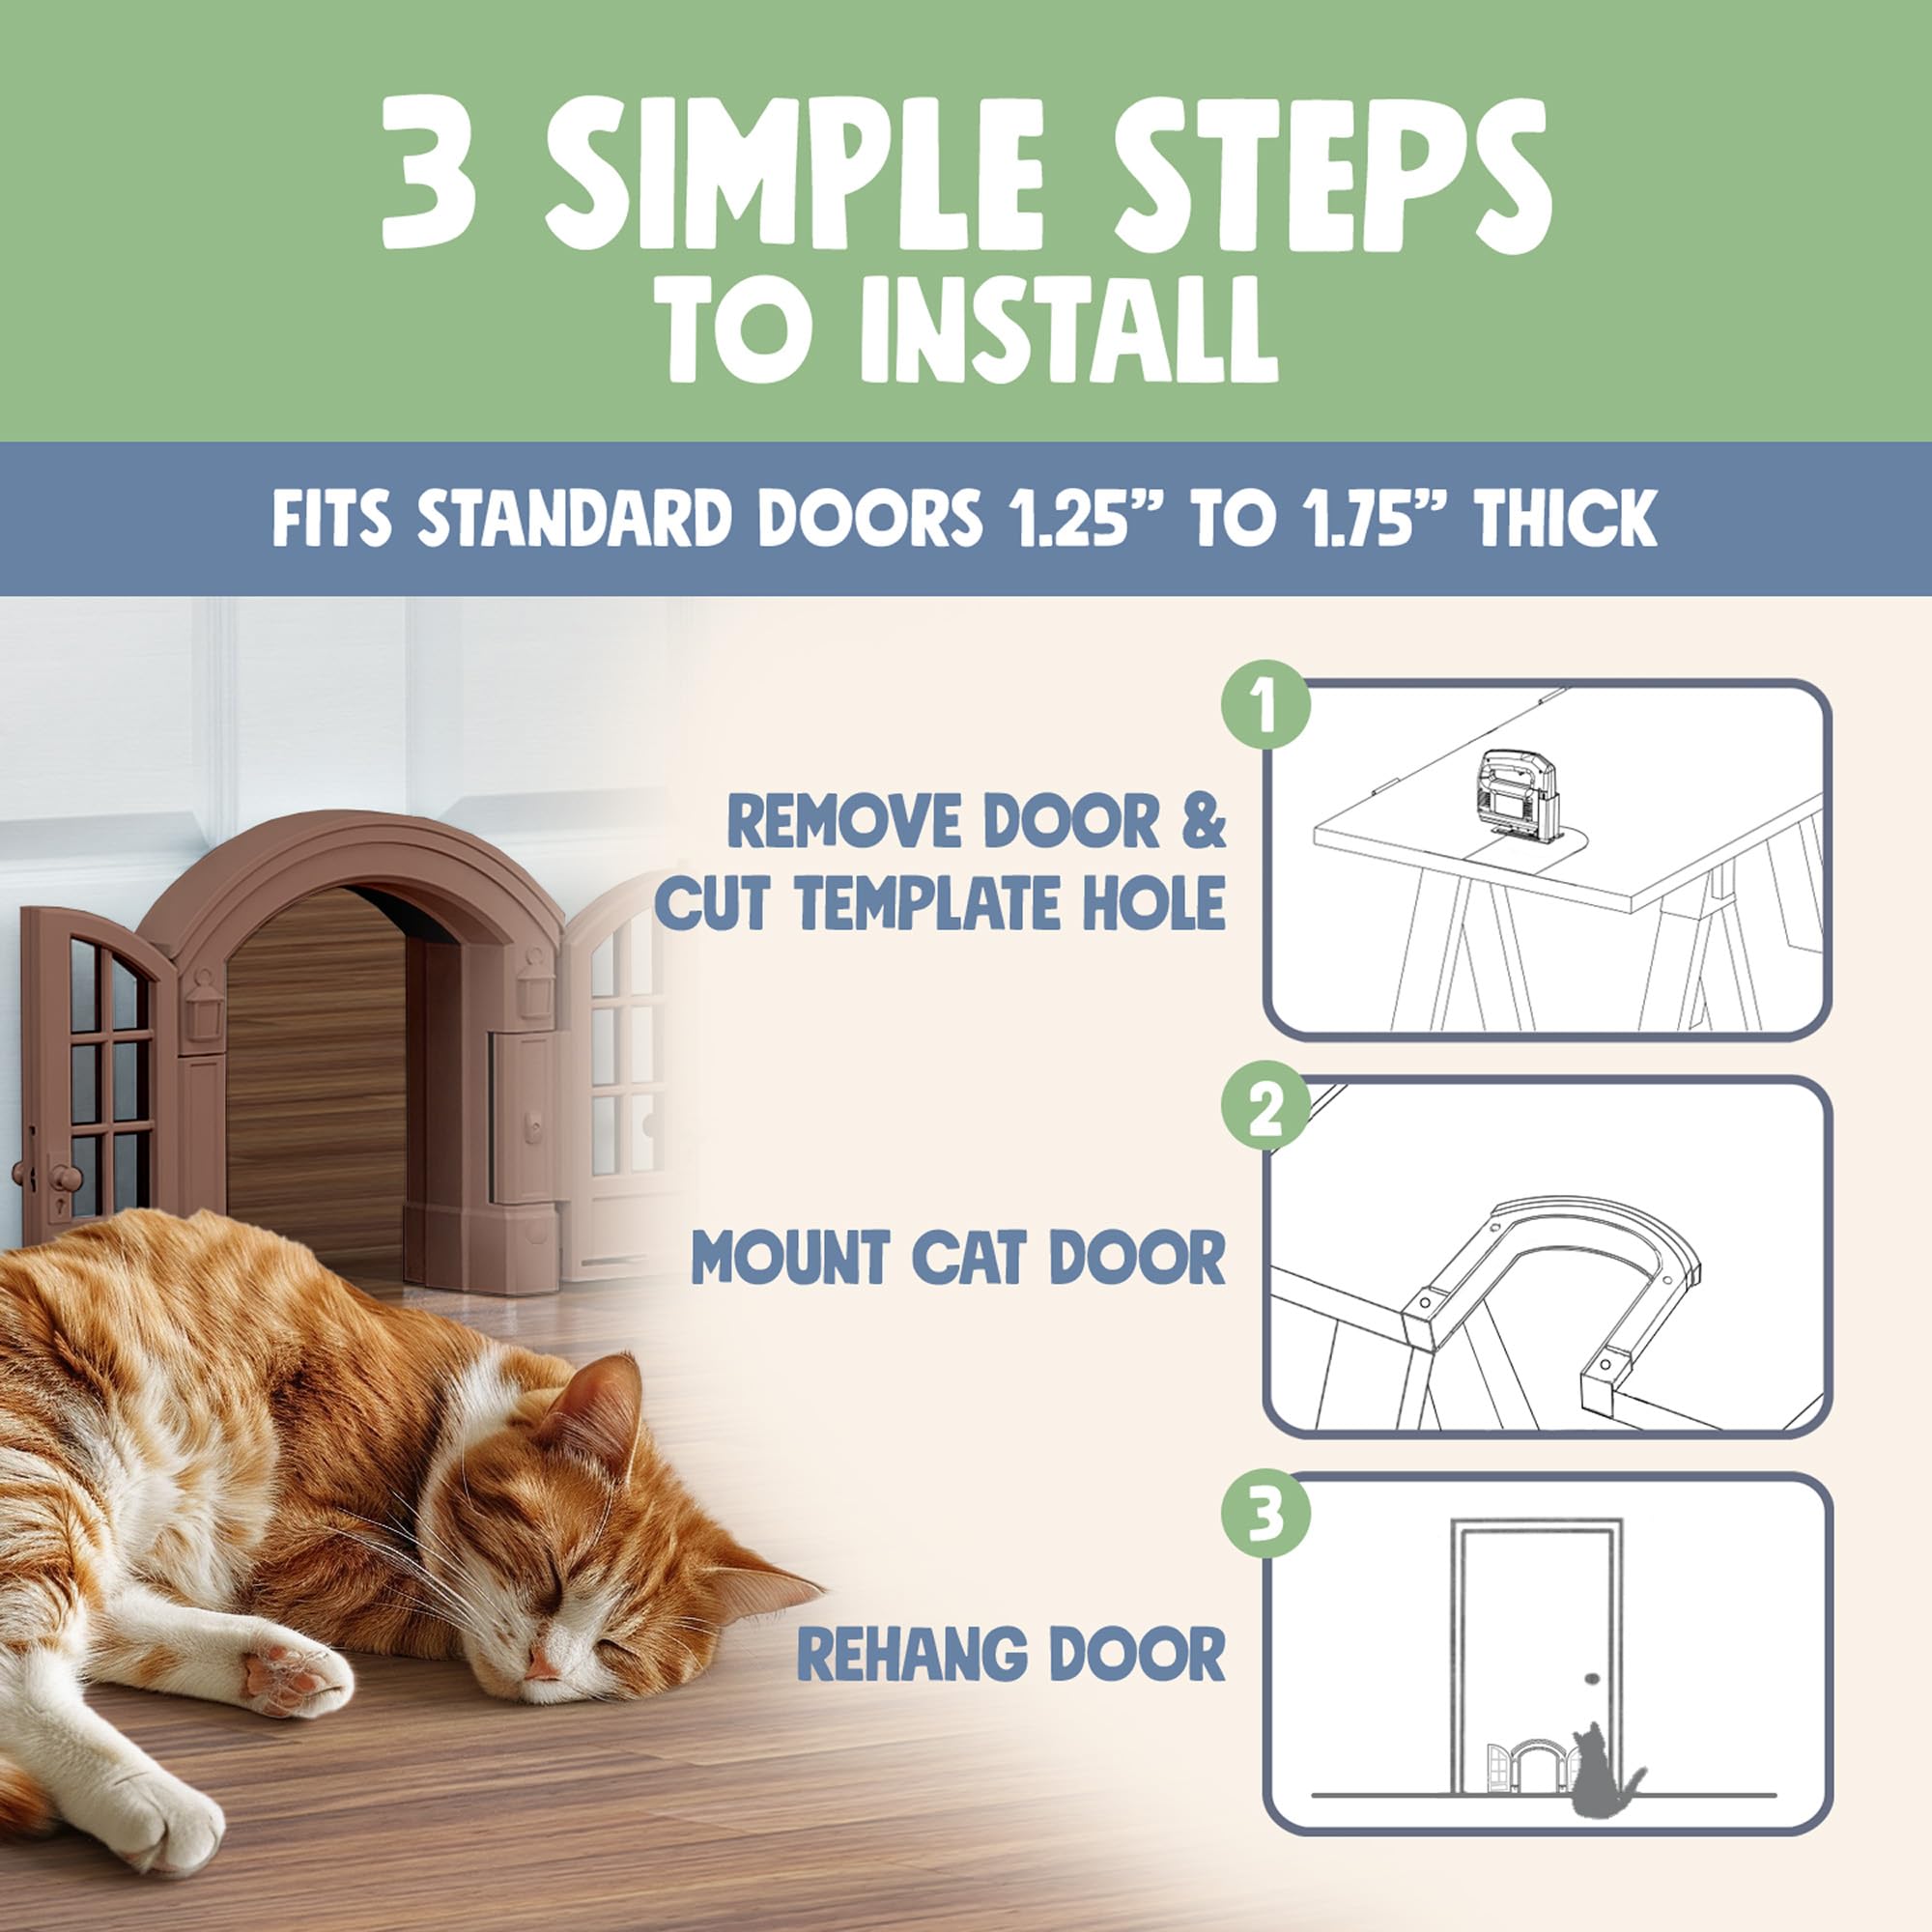 3 SIMPLE STEPS
TO INSTALL
FITS STANDARD DOORS 1.25” TO 1.75” THICK
1
REMOVE DOOR &
CUT TEMPLATE HOLE
2
MOUNT CAT DOOR
3
REHANG DOOR